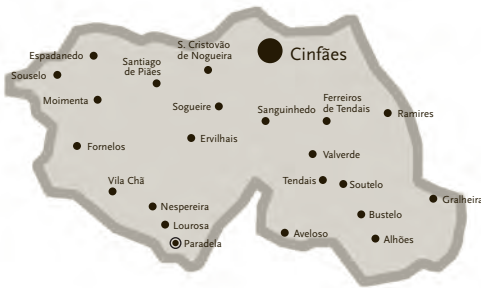 S. Cristovão
de Nogueira
Cinfães
Espadanedo
Santiago
de Piães
Souselo
Moimenta
Sogueire
Sanguinhedo
Ferreiros
de Tendais
Ramires
Fornelos
Ervilhais
Valverde
Vila Chã
Tendais
Soutelo
Nespereira
Gralheira
Lourosa
Bustelo
Paradela
Aveloso
Alhões